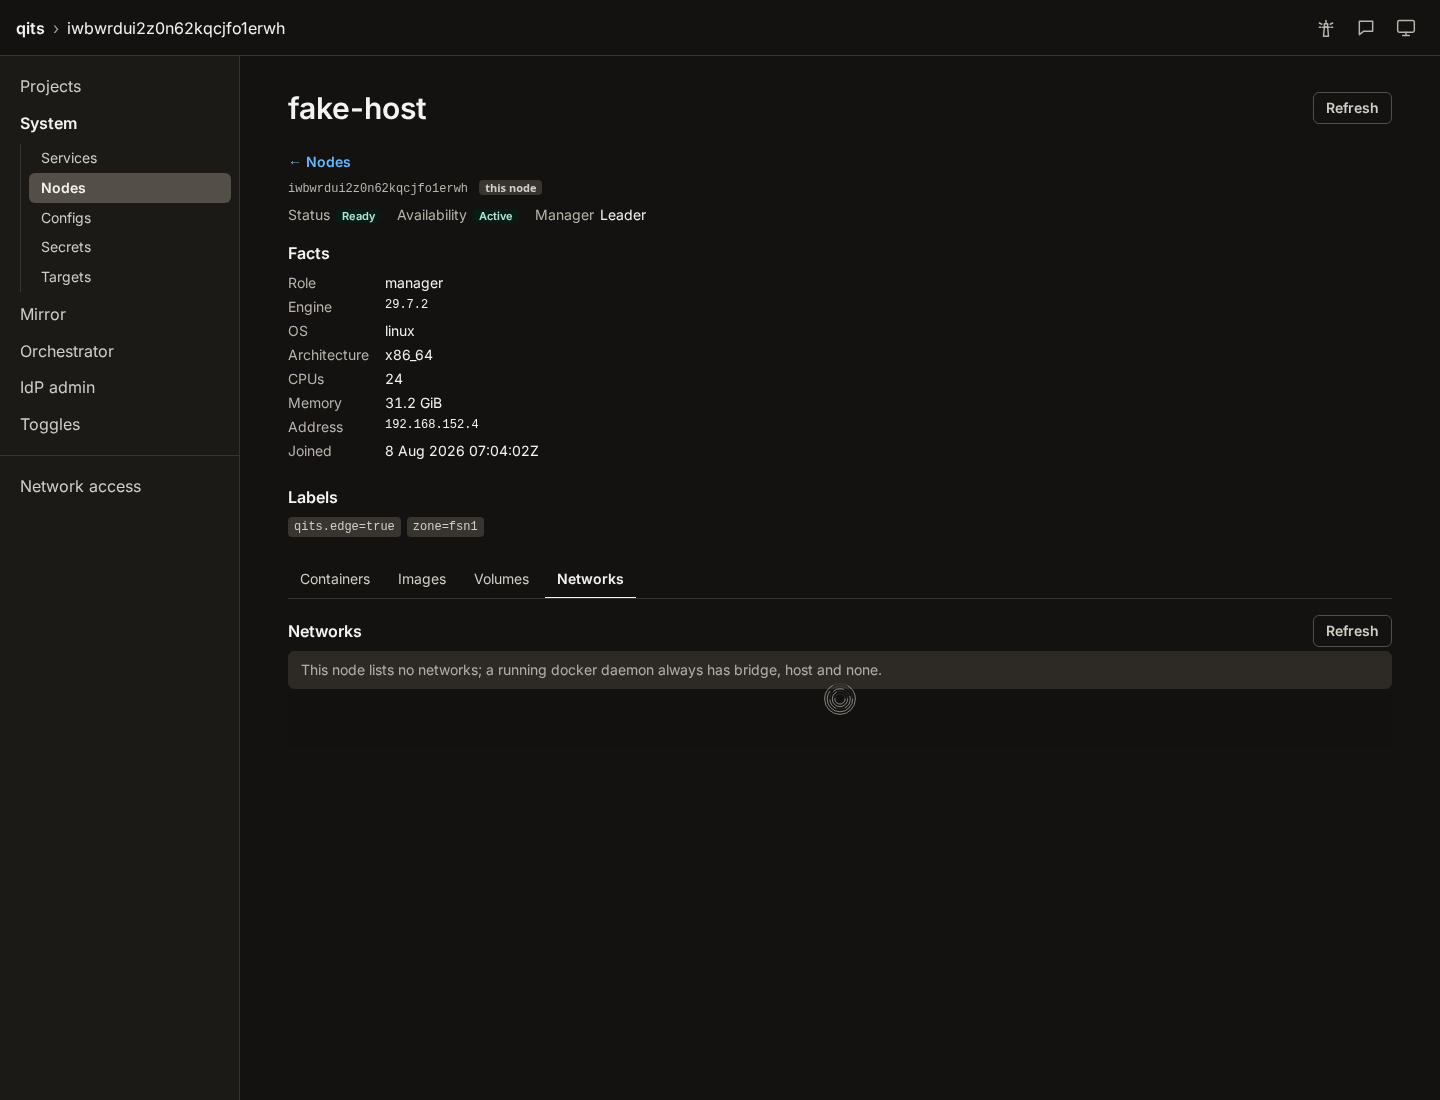 qits › iwbwrdui2z0n62kqcjfo1erwh
Projects
System
Services
Nodes
Configs
Secrets
Targets
Mirror
Orchestrator
IdP admin
Toggles
Network access
fake-host
Refresh
← Nodes
iwbwrdui2z0n62kqcjfo1erwh this node
Status Ready Availability Active Manager Leader
Facts
Role manager
Engine 29.7.2
OS linux
Architecture x86_64
CPUs 24
Memory 31.2 GiB
Address 192.168.152.4
Joined 8 Aug 2026 07:04:02Z
Labels
qits.edge=true zone=fsn1
Containers Images Volumes Networks
Networks
Refresh
This node lists no networks; a running docker daemon always has bridge, host and none.